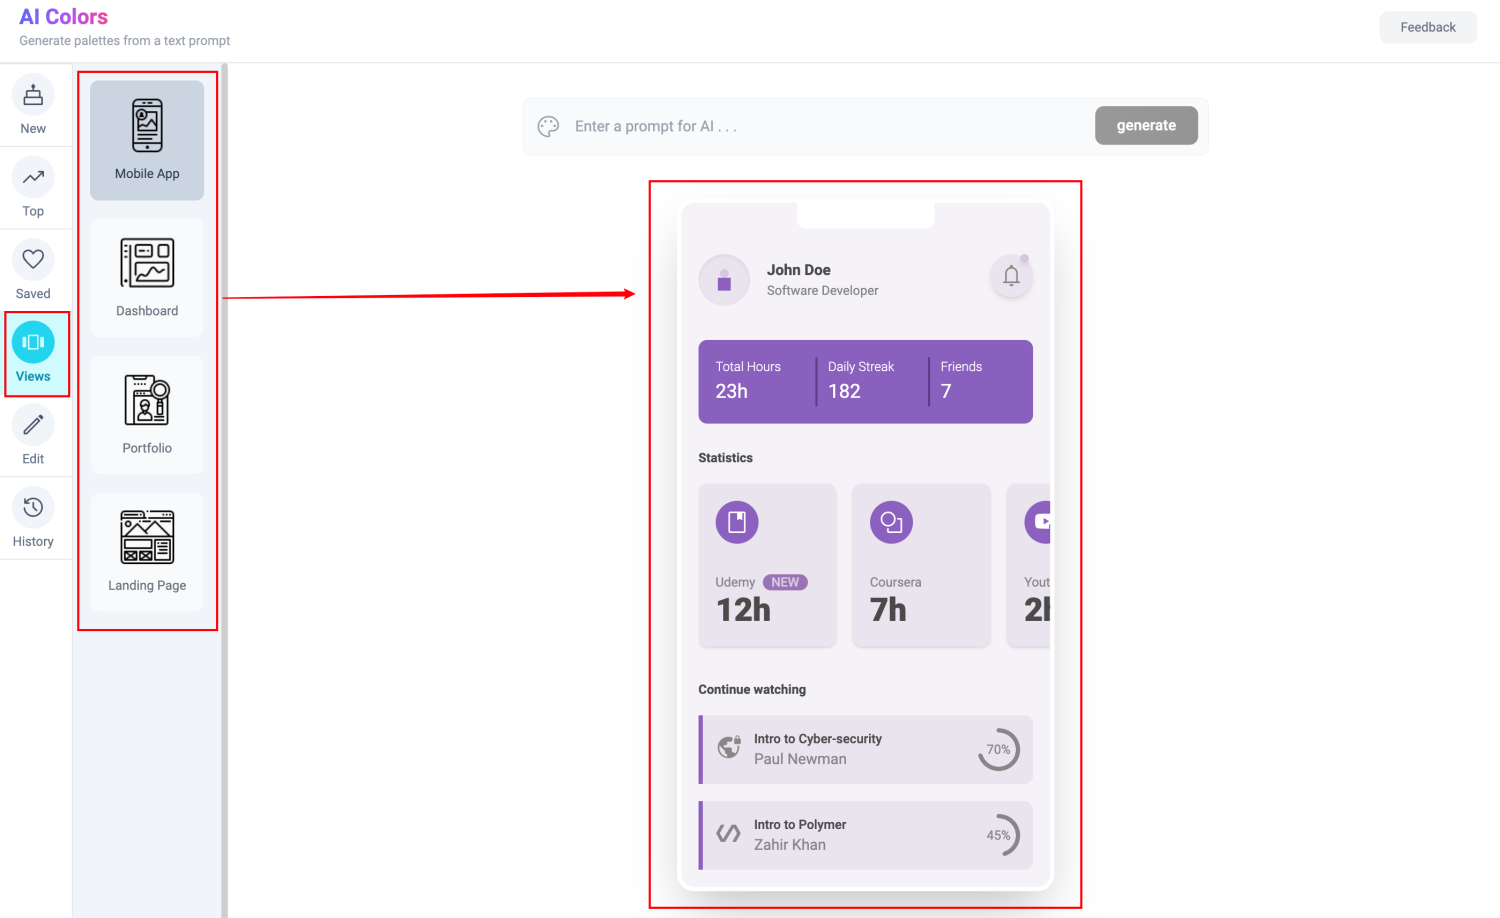 AI Colors
Generate palettes from a text prompt
Feedback
New
Top
Saved
Views
Edit
History
Mobile App
Dashboard
Portfolio
Landing Page
Enter a prompt for AI . . .
generate
John Doe
Software Developer
Total Hours Daily Streak Friends
23h 182 7
Statistics
Udemy NEW Coursera Yout
12h 7h 2h
Continue watching
Intro to Cyber-security
Paul Newman
70%
Intro to Polymer
Zahir Khan
45%